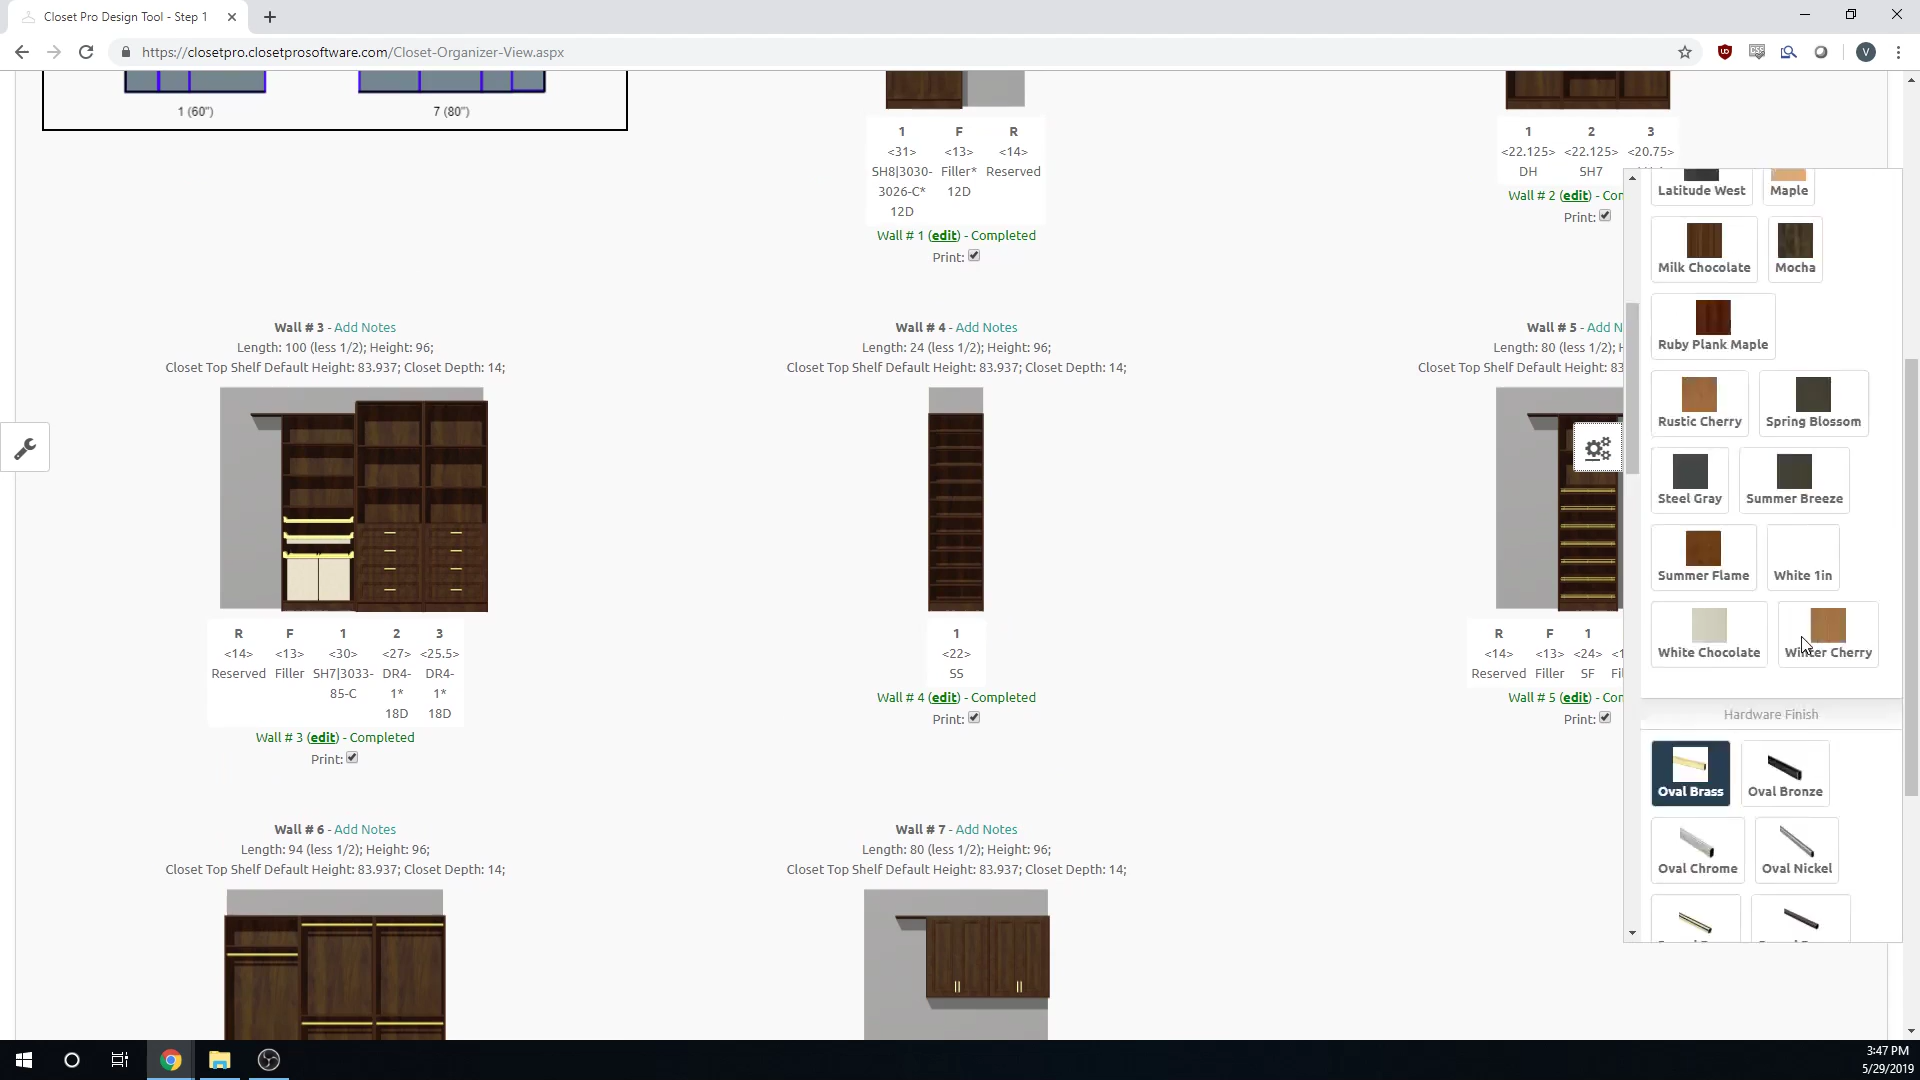 Closet Pro Design Tool - Step 1
https://closetpro.closetprosoftware.com/Closet-Organizer-View.aspx
V
1 (60")
7 (80")
1 F R
<31> <13> <14>
SH8|3030- Filler* Reserved
3026-C* 12D
12D
Wall # 1 (edit) - Completed
Print:
1 2 3
<22.125> <22.125> <20.75>
DH SH7
Wall # 2 (edit) - Con
Print:
Wall # 3 - Add Notes
Length: 100 (less 1/2); Height: 96;
Closet Top Shelf Default Height: 83.937; Closet Depth: 14;
R F 1 2 3
<14> <13> <30> <27> <25.5>
Reserved Filler SH7|3033- DR4- DR4-
85-C 1* 1*
18D 18D
Wall # 3 (edit) - Completed
Print:
Wall # 4 - Add Notes
Length: 24 (less 1/2); Height: 96;
Closet Top Shelf Default Height: 83.937; Closet Depth: 14;
1
<22>
SS
Wall # 4 (edit) - Completed
Print:
Wall # 5 - Add N
Length: 80 (less 1/2); H
Closet Top Shelf Default Height: 83
R F 1
<14> <13> <24> <1
Reserved Filler SF Fil
Wall # 5 (edit) - Con
Print:
Wall # 6 - Add Notes
Length: 94 (less 1/2); Height: 96;
Closet Top Shelf Default Height: 83.937; Closet Depth: 14;
Wall # 7 - Add Notes
Length: 80 (less 1/2); Height: 96;
Closet Top Shelf Default Height: 83.937; Closet Depth: 14;
Latitude West Maple
Milk Chocolate Mocha
Ruby Plank Maple
Rustic Cherry Spring Blossom
Steel Gray Summer Breeze
Summer Flame White 1in
White Chocolate Winter Cherry
Hardware Finish
Oval Brass Oval Bronze
Oval Chrome Oval Nickel
3:47 PM
5/29/2019